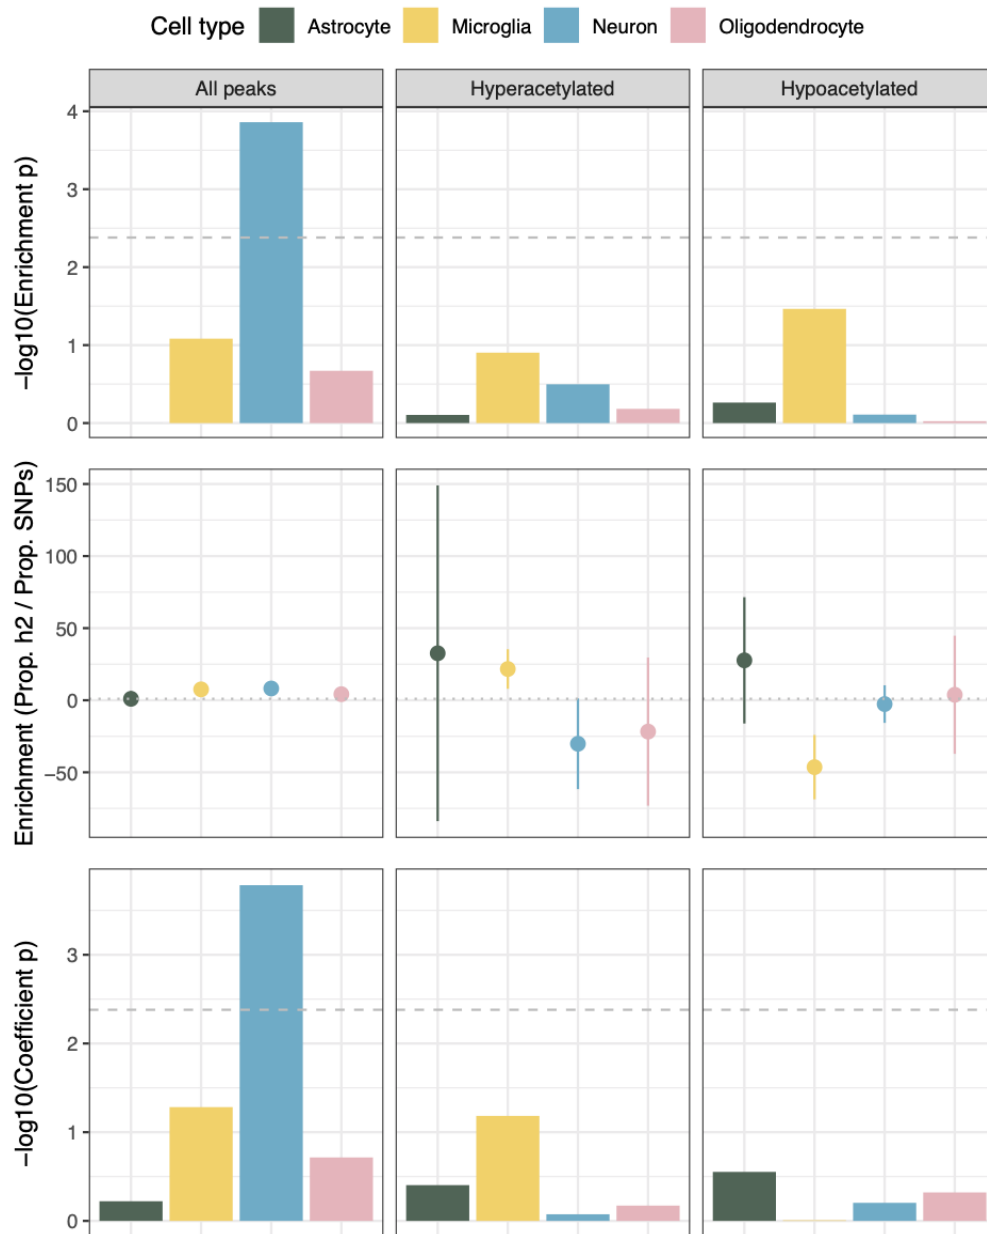 Cell type Astrocyte Microglia Neuron Oligodendrocyte
All peaks Hyperacetylated Hypoacetylated
−log10(Enrichment p)
4
3
2
1
0
Enrichment (Prop. h2 / Prop. SNPs)
150
100
50
0
−50
−log10(Coefficient p)
3
2
1
0